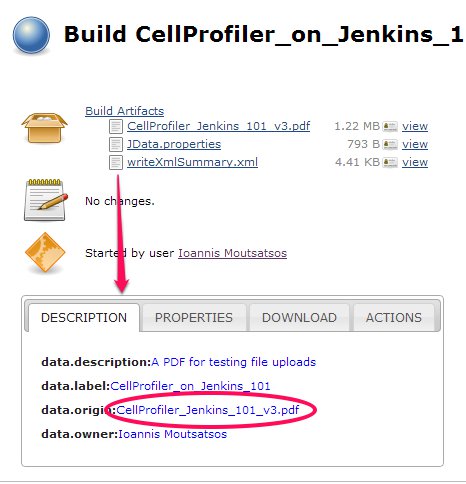 Build CellProfiler_on_Jenkins_1
Build Artifacts
CellProfiler_Jenkins_101_v3.pdf 1.22 MB view
JData.properties 793 B view
writeXmlSummary.xml 4.41 KB view
No changes.
Started by user Ioannis Moutsatsos
DESCRIPTION PROPERTIES DOWNLOAD ACTIONS
data.description:A PDF for testing file uploads
data.label:CellProfiler_on_Jenkins_101
data.origin:CellProfiler_Jenkins_101_v3.pdf
data.owner:Ioannis Moutsatsos